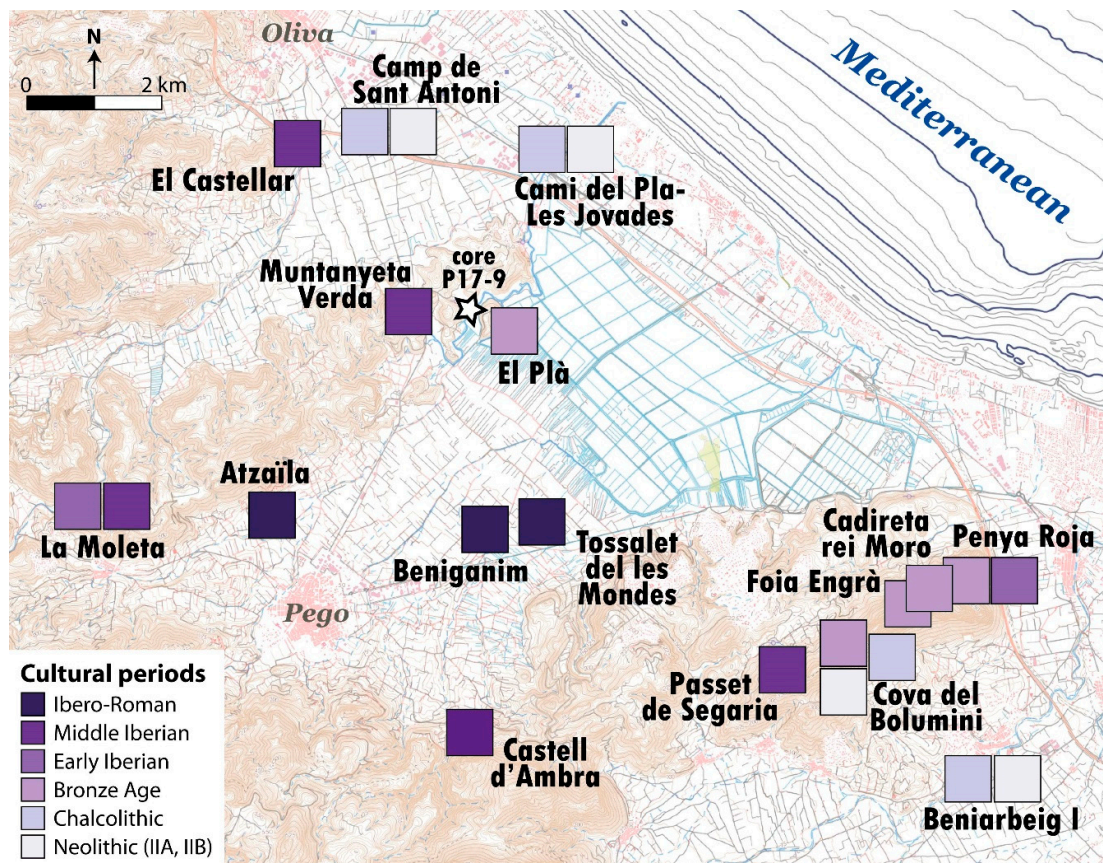 Oliva
N
0 2 km
Camp de
Sant Antoni
Mediterranean
El Castellar
Cami del Pla-
Les Jovades
core
P17-9
Muntanyeta
Verda
El Plà
Atzaïla
La Moleta
Beniganim
Tossalet
del les
Mondes
Cadireta
rei Moro
Penya Roja
Foia Engrà
Pego
Passet
de Segaria
Cova del
Bolumini
Castell
d'Ambra
Beniarbeig I
Cultural periods
Ibero-Roman
Middle Iberian
Early Iberian
Bronze Age
Chalcolithic
Neolithic (IIA, IIB)